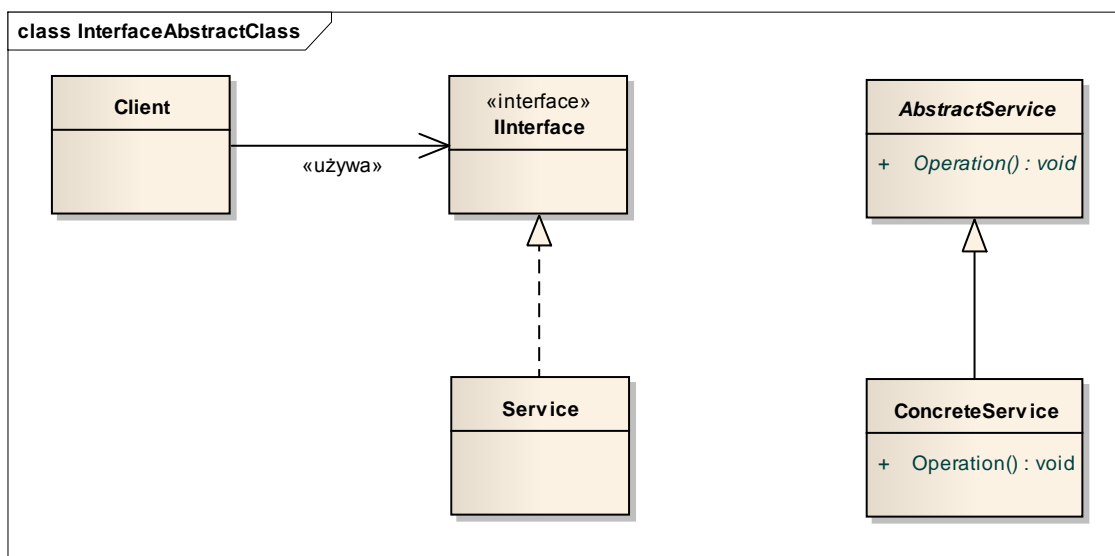 class InterfaceAbstractClass
Client
«interface»
IInterface
«używa»
AbstractService
+ Operation() : void
Service
ConcreteService
+ Operation() : void